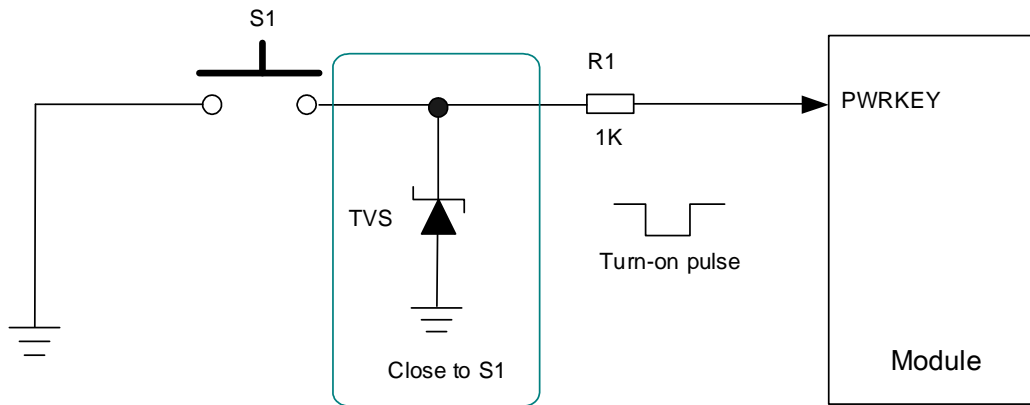 S1
R1
1K
PWRKEY
TVS
Turn-on pulse
Close to S1
Module